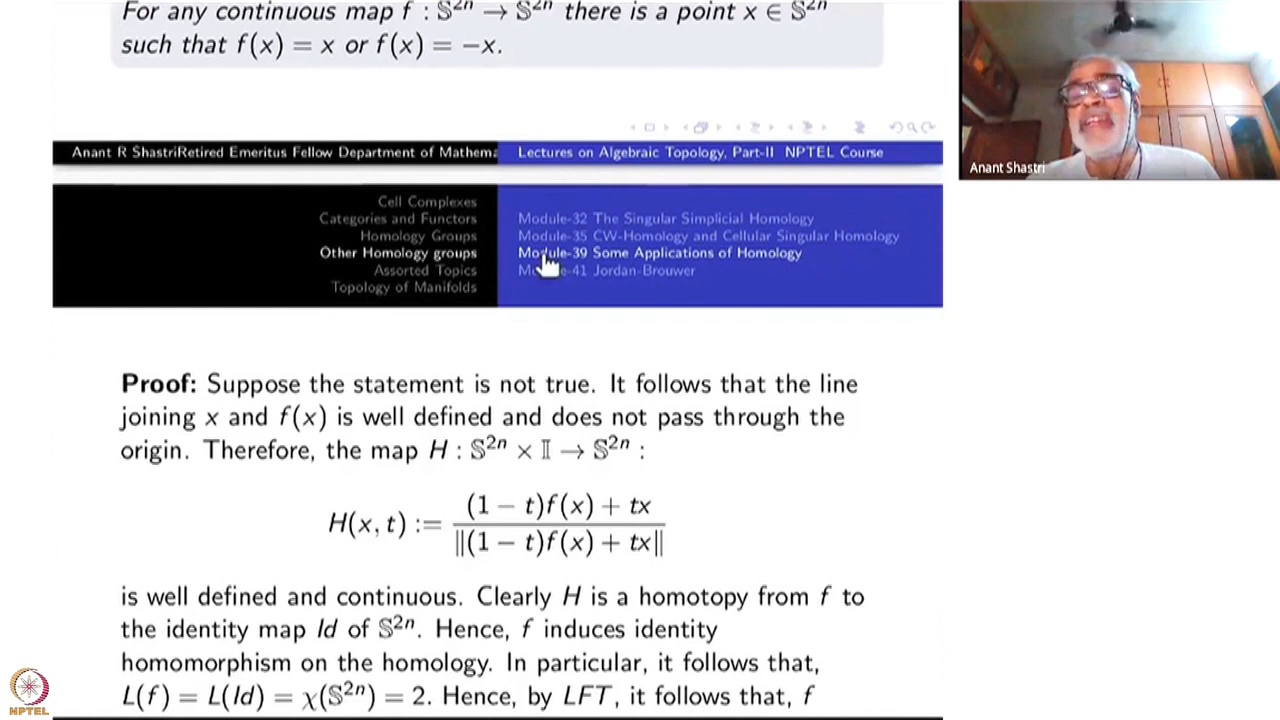 For any continuous map f : 𝕊²ⁿ → 𝕊²ⁿ there is a point x ∈ 𝕊²ⁿ
such that f(x) = x or f(x) = −x.
Anant R ShastriRetired Emeritus Fellow Department of Mathema
Lectures on Algebraic Topology, Part-II NPTEL Course
Cell Complexes
Categories and Functors
Homology Groups
Other Homology groups
Assorted Topics
Topology of Manifolds
Module-32 The Singular Simplicial Homology
Module-35 CW-Homology and Cellular Singular Homology
Module-39 Some Applications of Homology
Module-41 Jordan-Brouwer
Proof: Suppose the statement is not true. It follows that the line
joining x and f(x) is well defined and does not pass through the
origin. Therefore, the map H : 𝕊²ⁿ × 𝕀 → 𝕊²ⁿ :
H(x, t) := (1 − t)f(x) + tx / ‖(1 − t)f(x) + tx‖
is well defined and continuous. Clearly H is a homotopy from f to
the identity map Id of 𝕊²ⁿ. Hence, f induces identity
homomorphism on the homology. In particular, it follows that,
L(f) = L(Id) = χ(𝕊²ⁿ) = 2. Hence, by LFT, it follows that, f
Anant Shastri
NPTEL